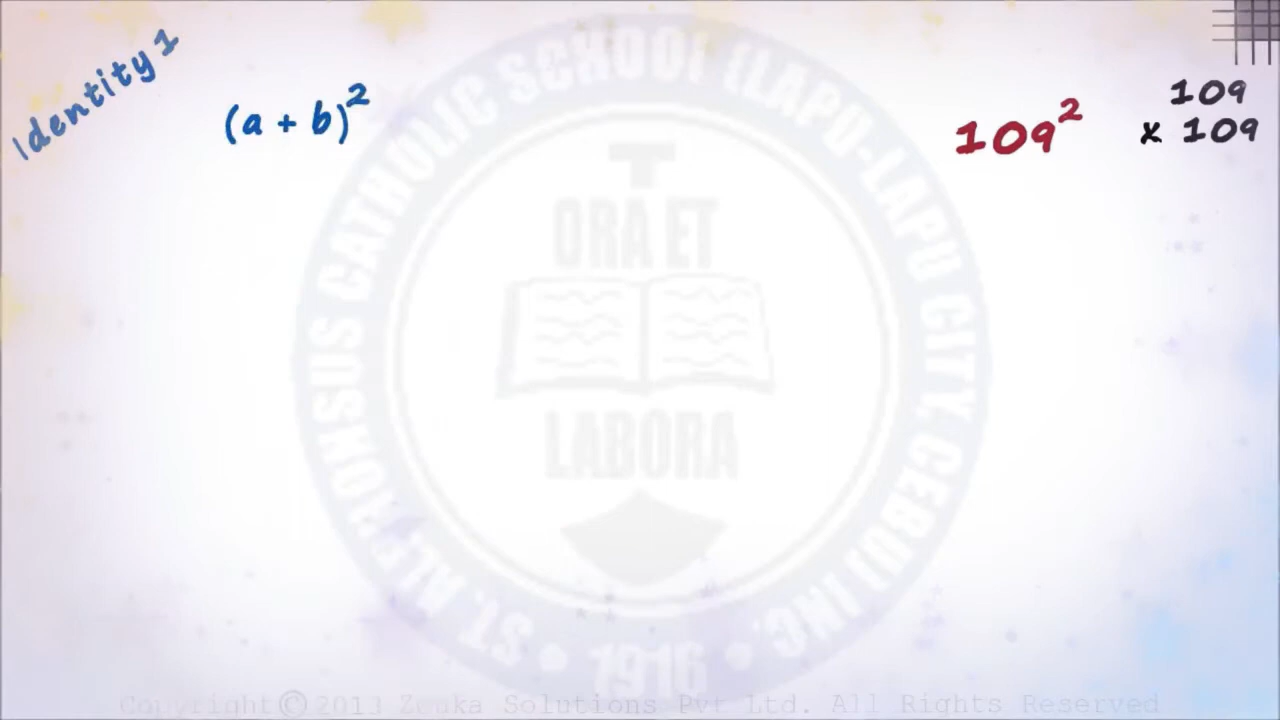 Identity 1
(a + b)²
109²
109
x 109
ST. ALPHONSUS CATHOLIC SCHOOL (LAPU-LAPU CITY, CEBU) INC.
ORA ET
LABORA
1916
Copyright © 2013 Zeuka Solutions Pvt Ltd. All Rights Reserved